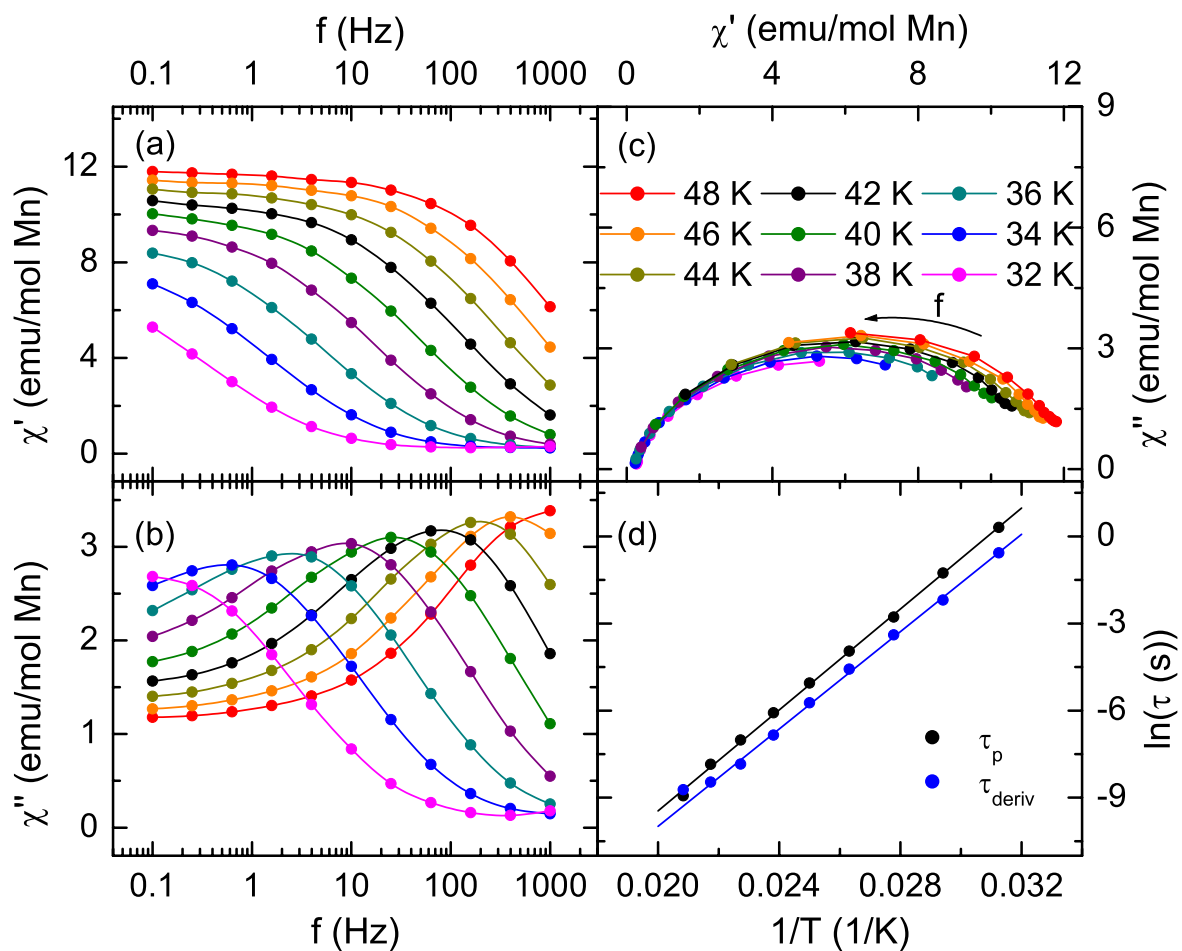 f (Hz)
0.1 1 10 100 1000
χ' (emu/mol Mn)
0 4 8 12
(a)
12
8
4
0
χ' (emu/mol Mn)
(c)
48 K 42 K 36 K
46 K 40 K 34 K
44 K 38 K 32 K
f
9
6
3
0
χ'' (emu/mol Mn)
(b)
3
2
1
0
χ'' (emu/mol Mn)
0.1 1 10 100 1000
f (Hz)
(d)
τp
τderiv
0
-3
-6
-9
ln(τ (s))
0.020 0.024 0.028 0.032
1/T (1/K)